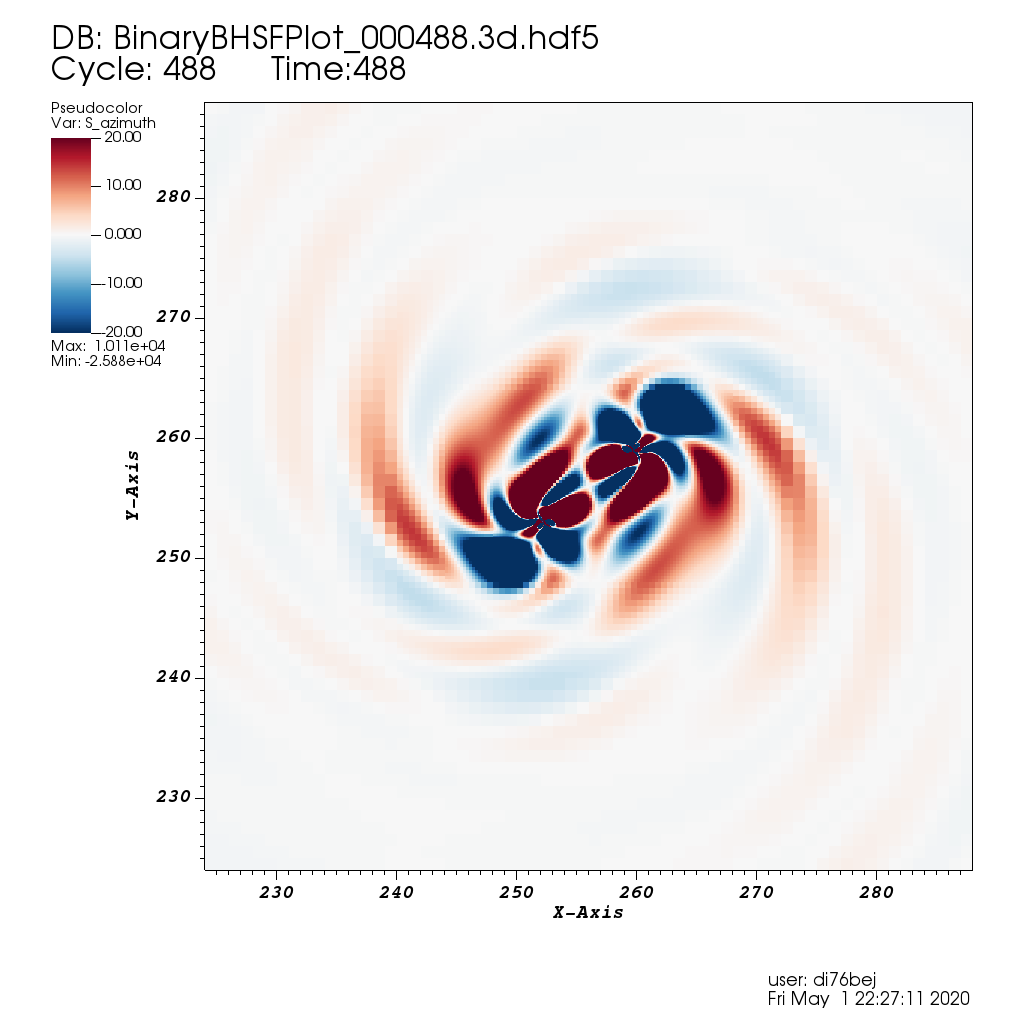 DB: BinaryBHSFPlot_000488.3d.hdf5
Cycle: 488 Time:488
Pseudocolor
Var: S_azimuth
20.00
10.00
0.000
-10.00
-20.00
Max: 1.011e+04
Min: -2.588e+04
280
270
260
250
240
230
Y-Axis
230 240 250 260 270 280
X-Axis
user: di76bej
Fri May 1 22:27:11 2020